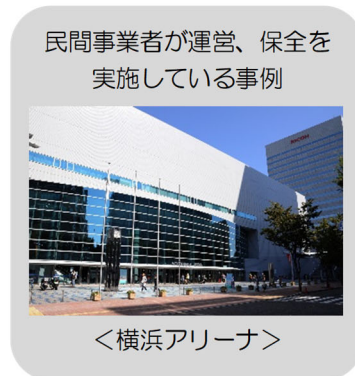 民間事業者が運営、保全を
実施している事例
＜横浜アリーナ＞